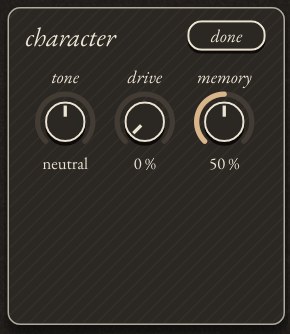 character done
tone drive memory
neutral 0 % 50 %